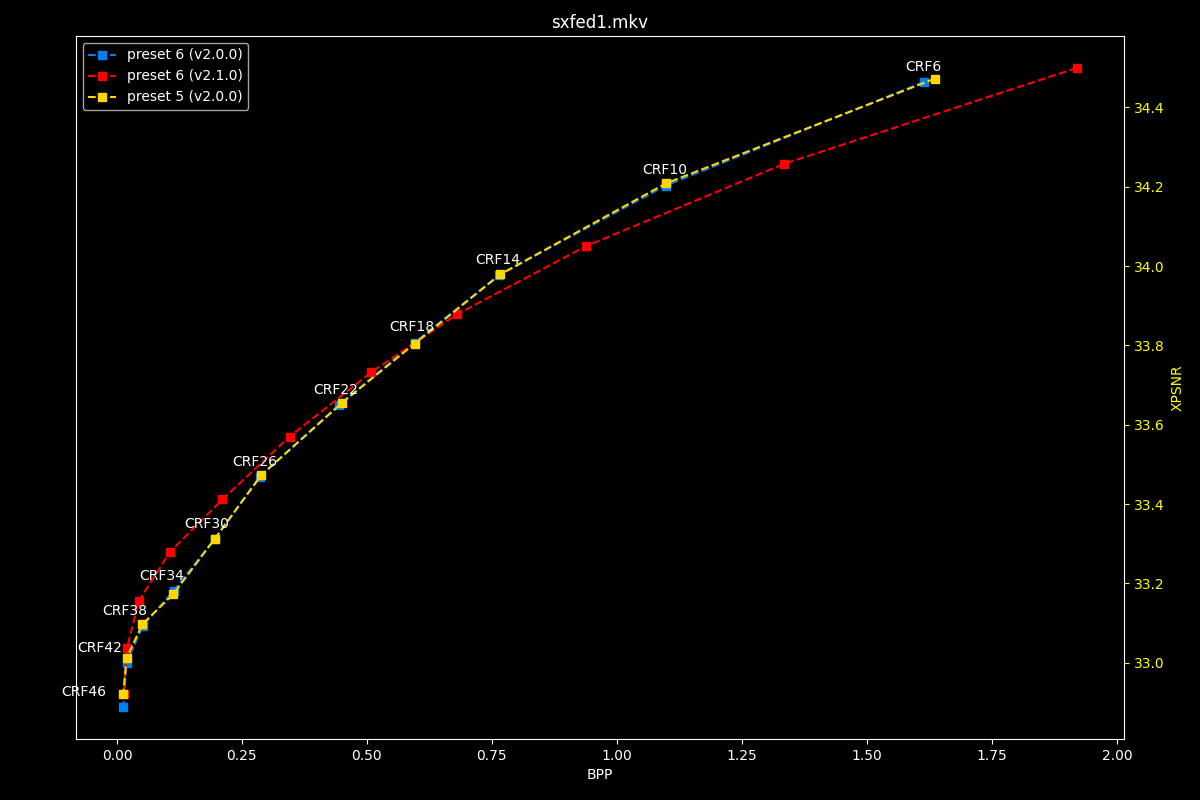 sxfed1.mkv
preset 6 (v2.0.0)
preset 6 (v2.1.0)
preset 5 (v2.0.0)
CRF6
CRF10
CRF14
CRF18
CRF22
CRF26
CRF30
CRF34
CRF38
CRF42
CRF46
34.4
34.2
34.0
33.8
33.6
33.4
33.2
33.0
XPSNR
0.00 0.25 0.50 0.75 1.00 1.25 1.50 1.75 2.00
BPP